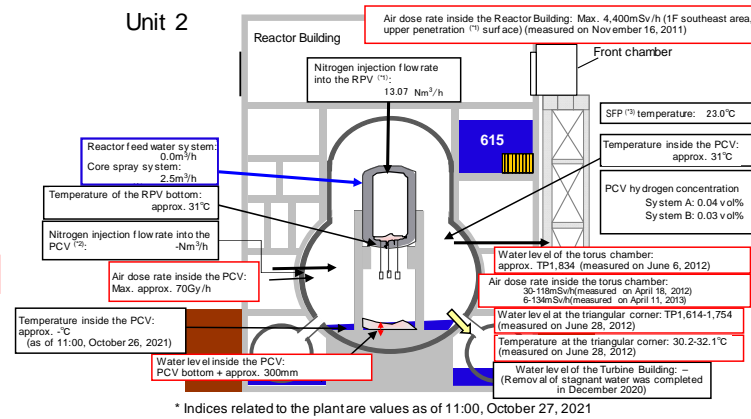 Unit 2
Reactor Building
Air dose rate inside the Reactor Building: Max. 4,400mSv/h (1F southeast area,
upper penetration (*1) surface) (measured on November 16, 2011)
Front chamber
Nitrogen injection flow rate
into the RPV (*1):
13.07 Nm3/h
SFP (*3) temperature: 23.0℃
615
Reactor feed water system:
0.0m3/h
Core spray system:
2.5m3/h
Temperature inside the PCV:
approx. 31℃
Temperature of the RPV bottom:
approx. 31℃
PCV hydrogen concentration
System A: 0.04 vol%
System B: 0.03 vol%
Nitrogen injection flow rate into the
PCV (*2): -Nm3/h
Water level of the torus chamber:
approx. TP1,834 (measured on June 6, 2012)
Air dose rate inside the PCV:
Max. approx. 70Gy/h
Air dose rate inside the torus chamber:
30-118mSv/h(measured on April 18, 2012)
6-134mSv/h(measured on April 11, 2013)
Temperature inside the PCV:
approx. -℃
(as of 11:00, October 26, 2021)
Water level at the triangular corner: TP1,614-1,754
(measured on June 28, 2012)
Temperature at the triangular corner: 30.2-32.1℃
(measured on June 28, 2012)
Water level inside the PCV:
PCV bottom + approx. 300mm
Water level of the Turbine Building: –
(Removal of stagnant water was completed
in December 2020)
* Indices related to the plant are values as of 11:00, October 27, 2021